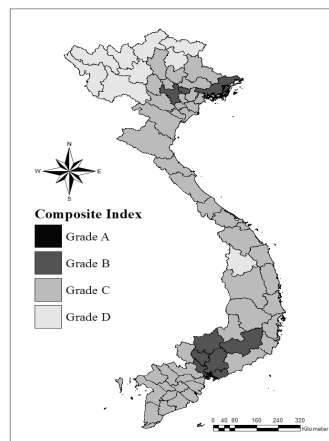 N
W E
S
Composite Index
Grade A
Grade B
Grade C
Grade D
0 40 80 160 240 320
Kilometer